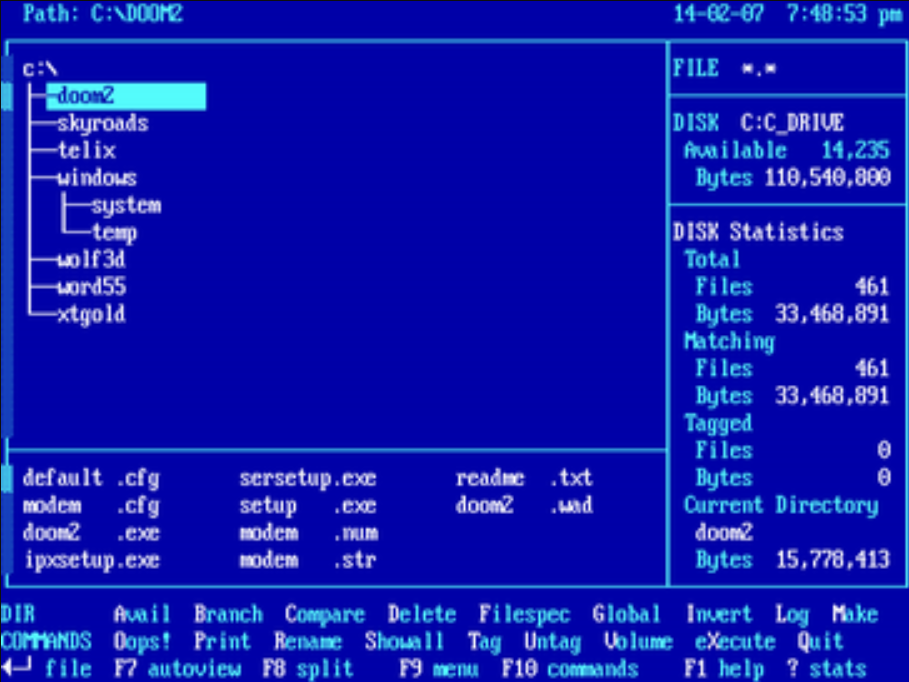 Path: C:\DOOM2 14-02-07 7:48:53 pm
c:\
doom2
skyroads
telix
windows
system
temp
wolf3d
word55
xtgold
FILE *.*
DISK C:C_DRIVE
Available 14,235
Bytes 110,540,800
DISK Statistics
Total
Files 461
Bytes 33,468,891
Matching
Files 461
Bytes 33,468,891
Tagged
Files 0
Bytes 0
Current Directory
doom2
Bytes 15,778,413
default .cfg sersetup.exe readme .txt
modem .cfg setup .exe doom2 .wad
doom2 .exe modem .num
ipxsetup.exe modem .str
DIR Avail Branch Compare Delete Filespec Global Invert Log Make
COMMANDS Oops! Print Rename Showall Tag Untag Volume eXecute Quit
◄┘ file F7 autoview F8 split F9 menu F10 commands F1 help ? stats